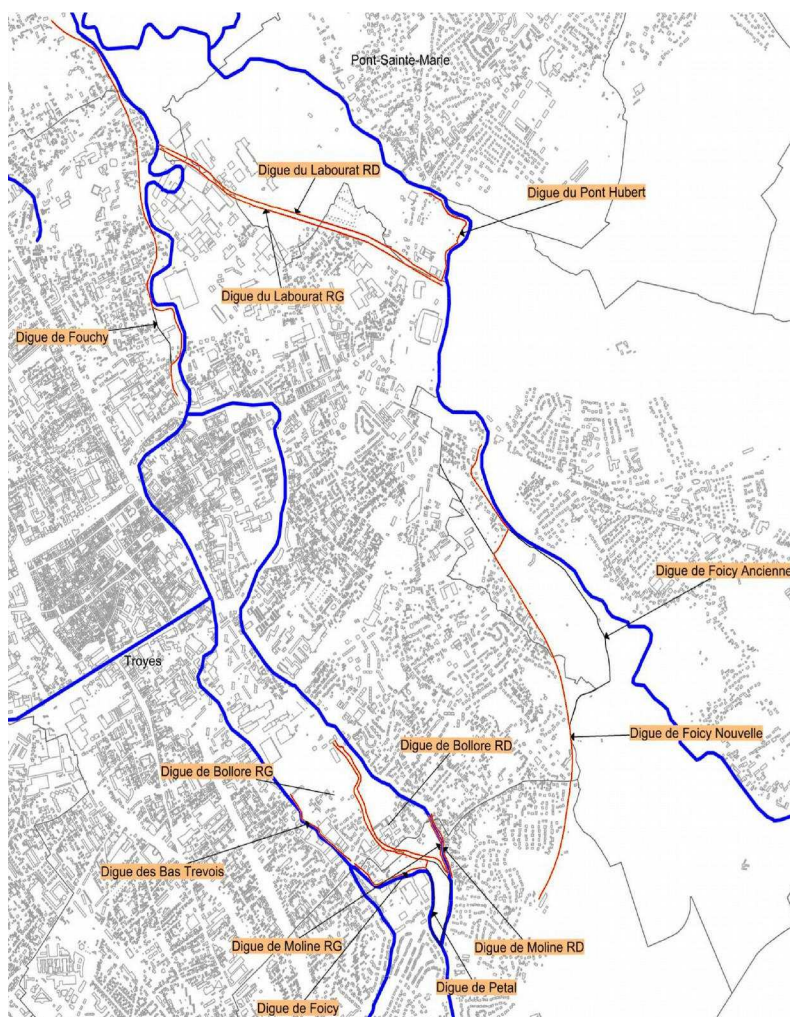 Pont-Sainte-Marie
Digue du Labourat RD
Digue du Pont Hubert
Digue du Labourat RG
Digue de Fouchy
Digue de Foicy Ancienne
Troyes
Digue de Foicy Nouvelle
Digue de Bollore RD
Digue de Bollore RG
Digue des Bas Trevois
Digue de Moline RG
Digue de Moline RD
Digue de Petal
Digue de Foicy